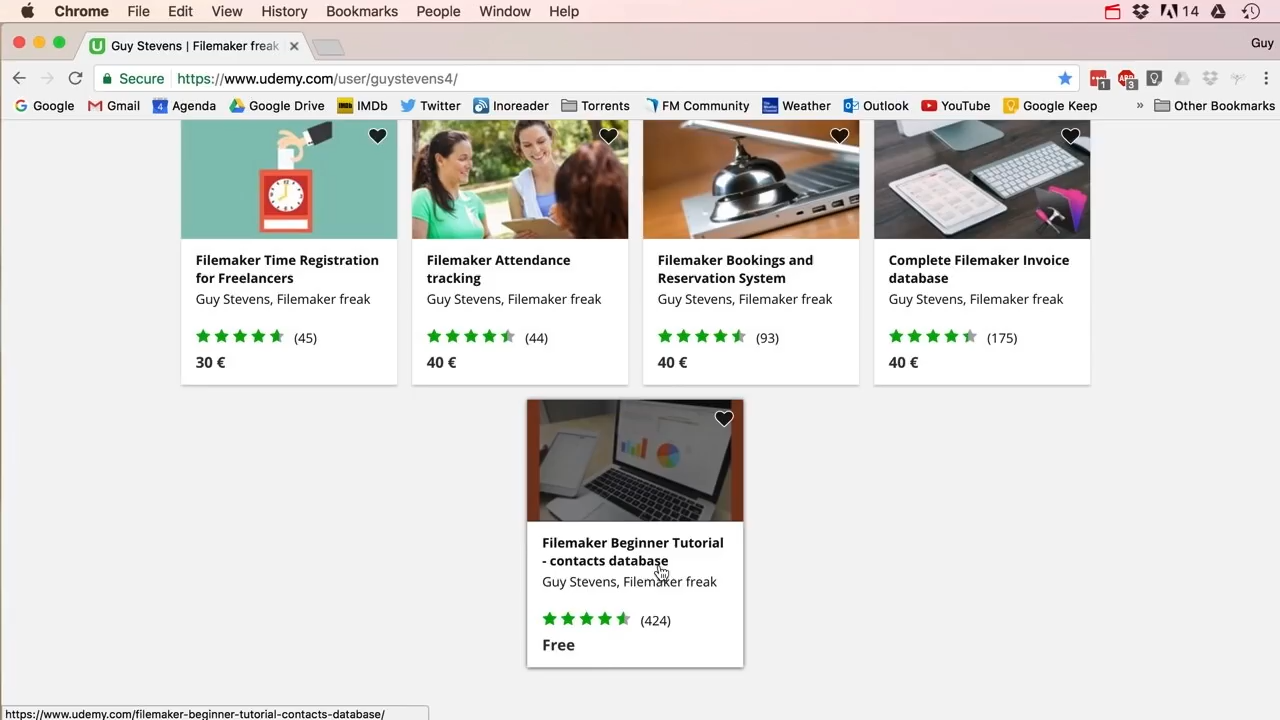 Chrome File Edit View History Bookmarks People Window Help 14
Guy Stevens | Filemaker freak Guy
Secure https://www.udemy.com/user/guystevens4/ 1 ABP 3
Google Gmail 4 Agenda Google Drive IMDb Twitter Inoreader Torrents FM Community Weather Outlook YouTube Google Keep » Other Bookmarks
Filemaker Time Registration
for Freelancers
Guy Stevens, Filemaker freak
(45)
30 €
Filemaker Attendance
tracking
Guy Stevens, Filemaker freak
(44)
40 €
Filemaker Bookings and
Reservation System
Guy Stevens, Filemaker freak
(93)
40 €
Complete Filemaker Invoice
database
Guy Stevens, Filemaker freak
(175)
40 €
Filemaker Beginner Tutorial
- contacts database
Guy Stevens, Filemaker freak
(424)
Free
https://www.udemy.com/filemaker-beginner-tutorial-contacts-database/